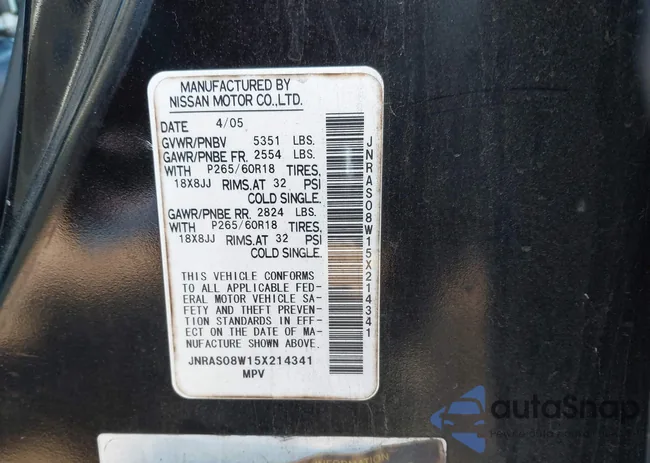 MANUFACTURED BY
NISSAN MOTOR CO.,LTD.
DATE 4/05
GVWR/PNBV 5351 LBS.
GAWR/PNBE FR. 2554 LBS.
WITH P265/60R18 TIRES,
18X8JJ RIMS.AT 32 PSI
COLD SINGLE.
GAWR/PNBE RR. 2824 LBS.
WITH P265/60R18 TIRES,
18X8JJ RIMS.AT 32 PSI
COLD SINGLE.
THIS VEHICLE CONFORMS
TO ALL APPLICABLE FED-
ERAL MOTOR VEHICLE SA-
FETY AND THEFT PREVEN-
TION STANDARDS IN EFF-
ECT ON THE DATE OF MA-
NUFACTURE SHOWN ABOVE.
JNRAS08W15X214341
MPV
JNRAS08W15X214341
autoSnap
INFORMATION